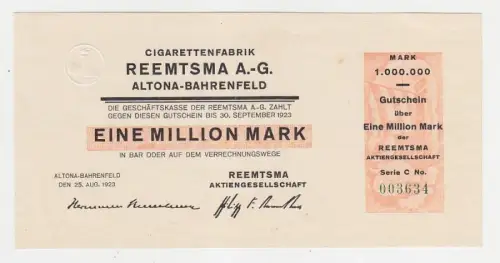 CIGARETTENFABRIK
REEMTSMA A.-G.
ALTONA-BAHRENFELD
DIE GESCHÄFTSKASSE DER REEMTSMA A.-G. ZAHLT
GEGEN DIESEN GUTSCHEIN BIS 30. SEPTEMBER 1923
EINE MILLION MARK
IN BAR ODER AUF DEM VERRECHNUNGSWEGE
ALTONA-BAHRENFELD
DEN 25. AUG. 1923
REEMTSMA
AKTIENGESELLSCHAFT
MARK
1.000.000
Gutschein
über
Eine Million Mark
der
REEMTSMA
AKTIENGESELLSCHAFT
Serie C No.
003634